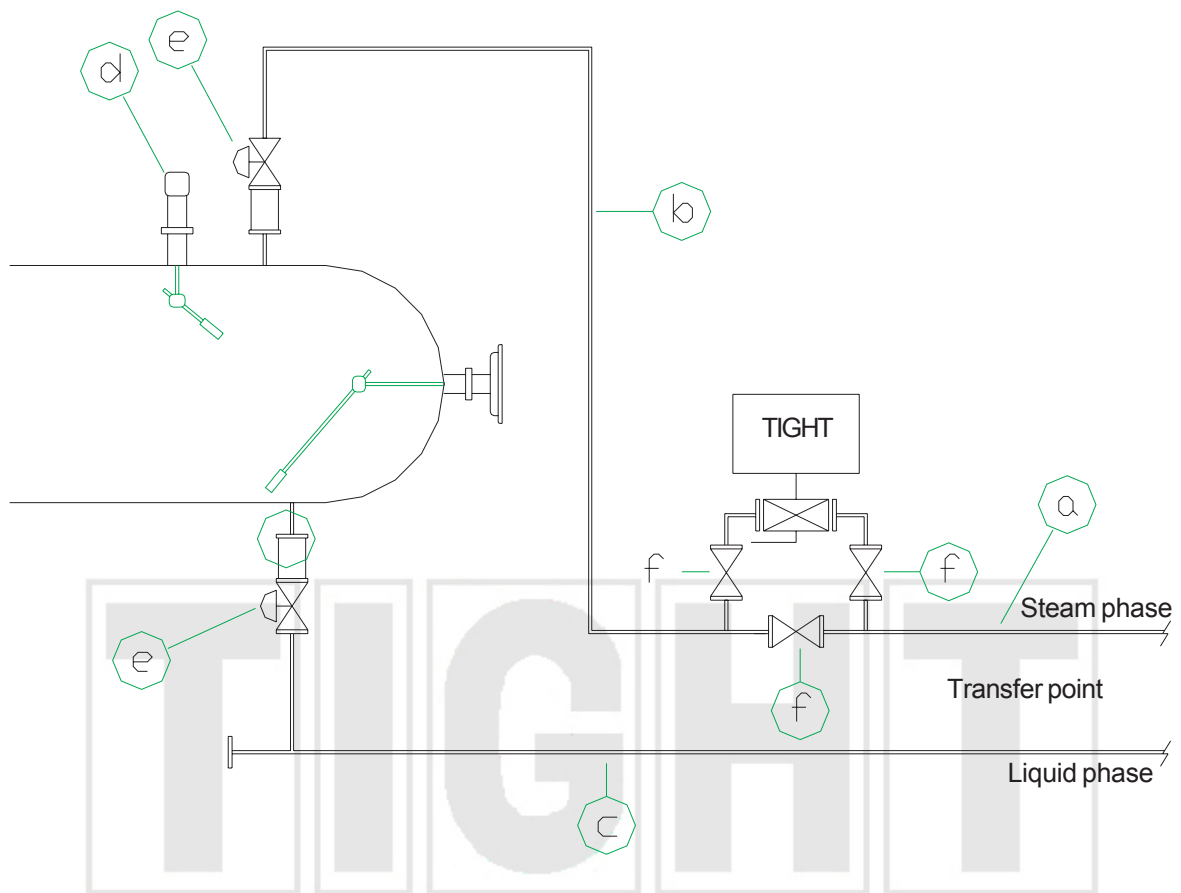 e
d
b
TIGHT
a
f
f
Steam phase
e
Transfer point
f
Liquid phase
c
TIGHT